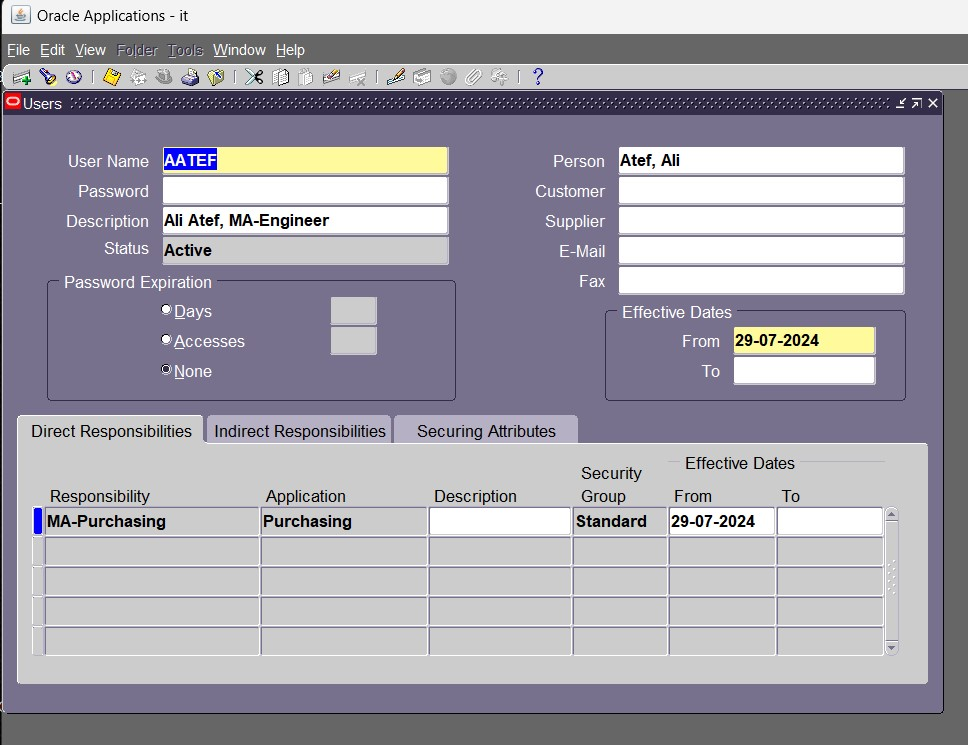 Oracle Applications - it
File Edit View Folder Tools Window Help
Users
User Name AATEF
Password
Description Ali Atef, MA-Engineer
Status Active
Person Atef, Ali
Customer
Supplier
E-Mail
Fax
Password Expiration
Days
Accesses
None
Effective Dates
From 29-07-2024
To
Direct Responsibilities Indirect Responsibilities Securing Attributes
Effective Dates
Responsibility Application Description Security Group From To
MA-Purchasing Purchasing Standard 29-07-2024